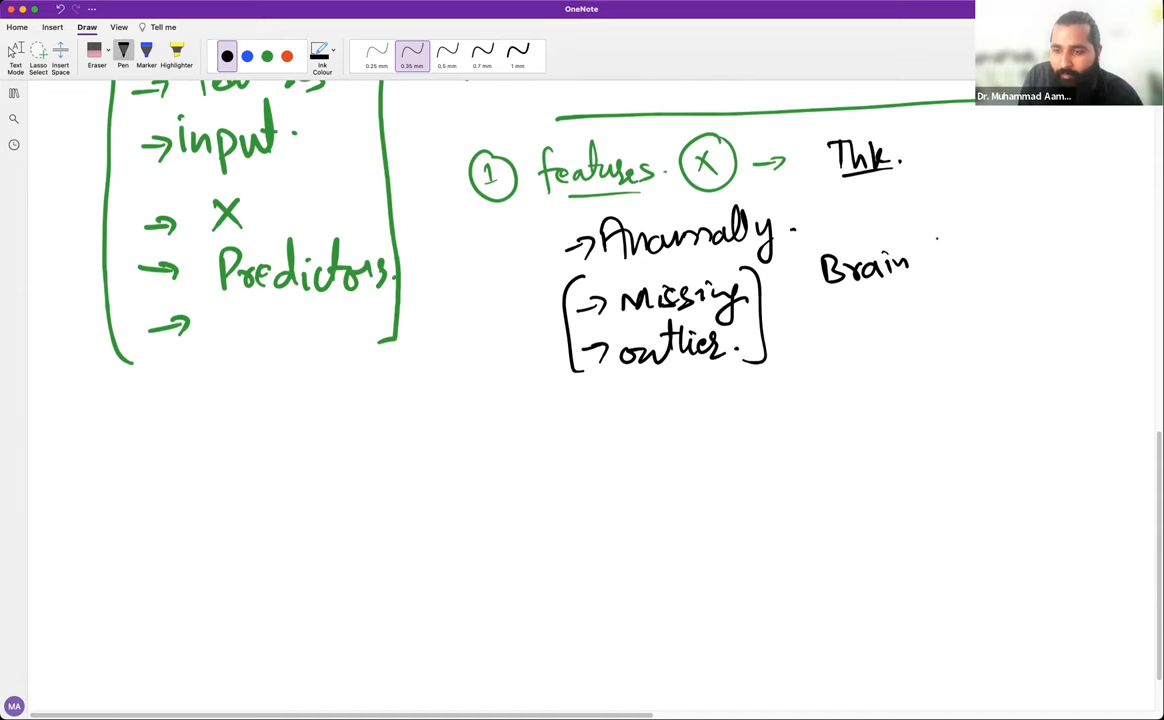 OneNote
Home Insert Draw View Tell me
Text Mode
Lasso Select
Insert Space
Eraser
Pen
Marker
Highlighter
Ink Colour
0.25 mm
0.35 mm
0.5 mm
0.7 mm
1 mm
Dr. Muhammad Aam...
→ input.
→ X
→ Predictors.
→
① features. Ⓧ → Thk.
→ Anamally.
→ Missing
→ outlier.
Brain
MA